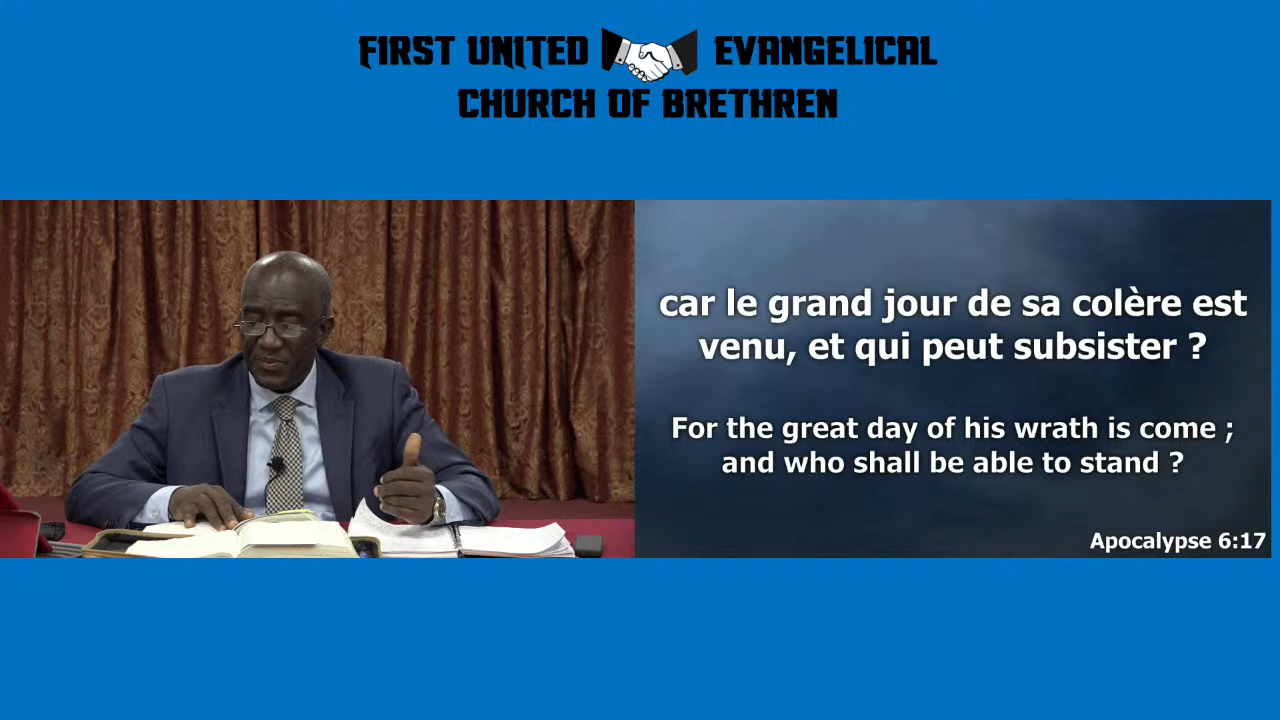 FIRST UNITED EVANGELICAL
CHURCH OF BRETHREN
car le grand jour de sa colère est
venu, et qui peut subsister ?
For the great day of his wrath is come ;
and who shall be able to stand ?
Apocalypse 6:17